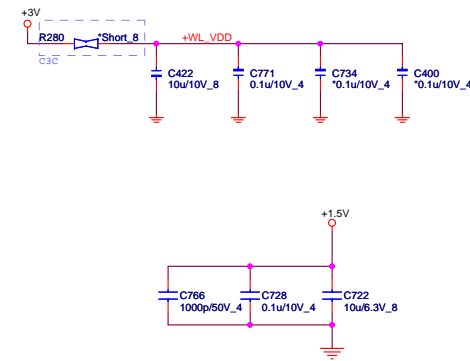 +3V
R280 *Short_8
C3C
+WL_VDD
C422
10u/10V_8
C771
0.1u/10V_4
C734
*0.1u/10V_4
C400
*0.1u/10V_4
+1.5V
C766
1000p/50V_4
C728
0.1u/10V_4
C722
10u/6.3V_8